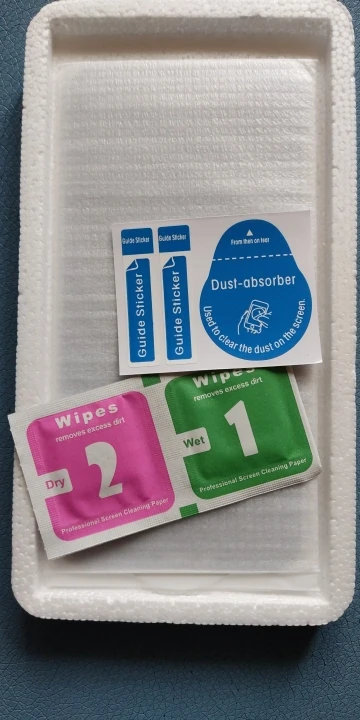 Guide Sticker
Guide Sticker
From then on tear
Guide Sticker
Guide Sticker
Dust-absorber
Used to clear the dust on the screen.
Wipes
removes excess dirt
Dry
2
Professional Screen Cleaning Paper
Wipes
removes excess dirt
Wet
1
Professional Screen Cleaning Paper